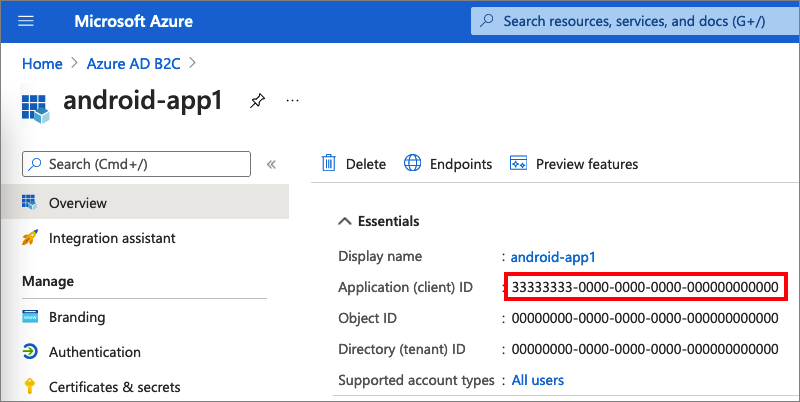 Microsoft Azure
Search resources, services, and docs (G+/)
Home > Azure AD B2C >
android-app1 ...
Search (Cmd+/) «
Overview
Integration assistant
Manage
Branding
Authentication
Certificates & secrets
Delete Endpoints Preview features
Essentials
Display name : android-app1
Application (client) ID : 33333333-0000-0000-0000-000000000000
Object ID : 00000000-0000-0000-0000-000000000000
Directory (tenant) ID : 00000000-0000-0000-0000-000000000000
Supported account types : All users